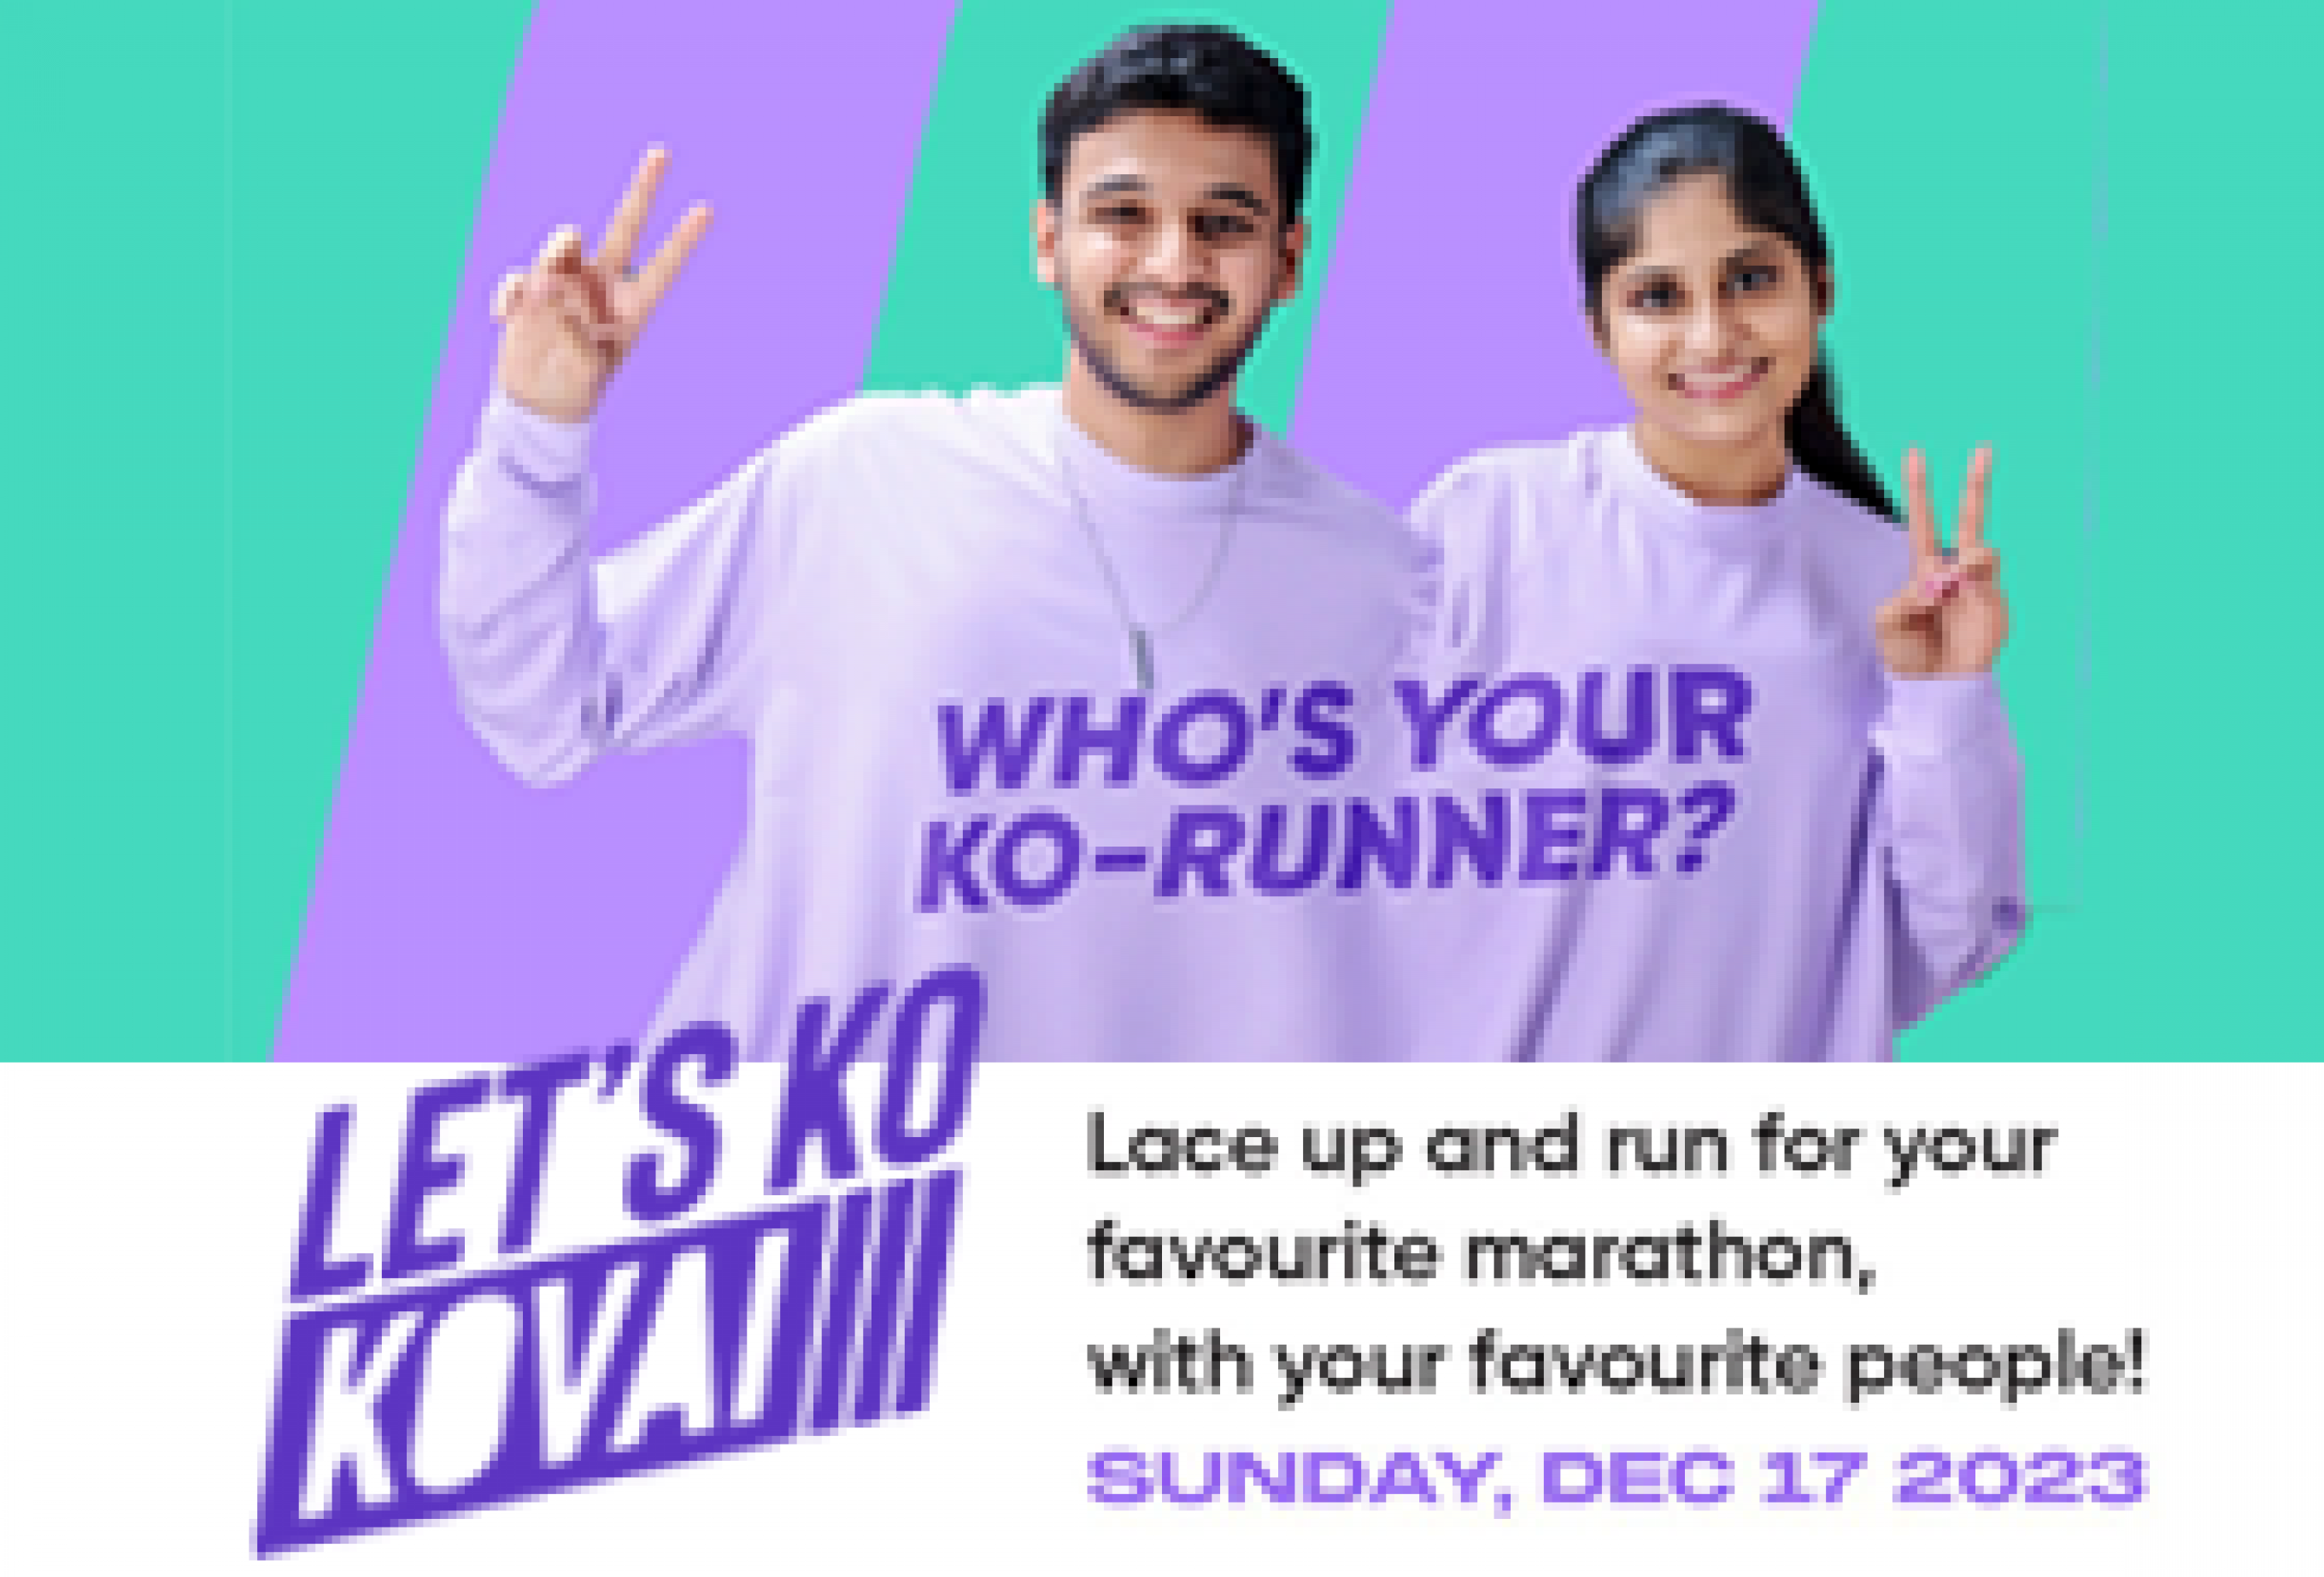 WHO'S YOUR
KO-RUNNER?
LET'S KO
KOVAI
Lace up and run for your
favourite marathon,
with your favourite people!
SUNDAY, DEC 17 2023